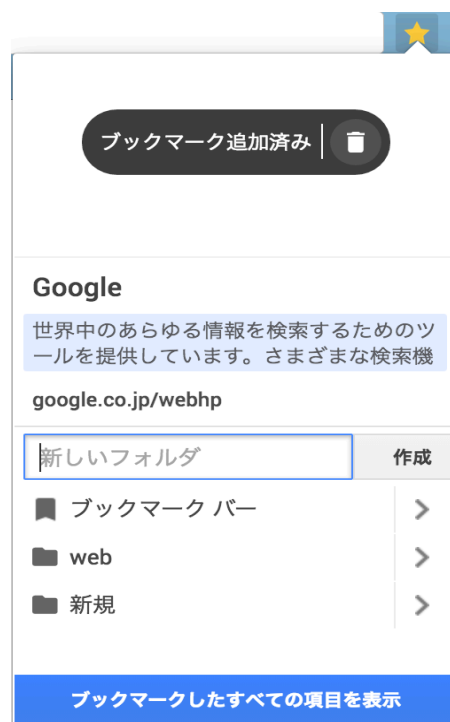 ブックマーク追加済み
Google
世界中のあらゆる情報を検索するためのツ
ールを提供しています。さまざまな検索機
google.co.jp/webhp
新しいフォルダ 作成
ブックマーク バー
web
新規
ブックマークしたすべての項目を表示